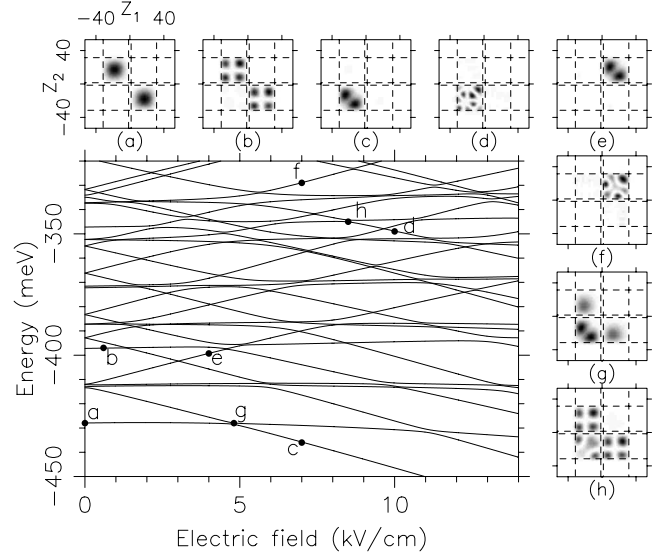 −40 Z1 40
−40 Z2 40
(a)
(b)
(c)
(d)
(e)
f
h
d
(f)
−350
Energy (meV)
−400
b
e
(g)
a
g
c
−450
(h)
0
5
10
Electric field (kV/cm)